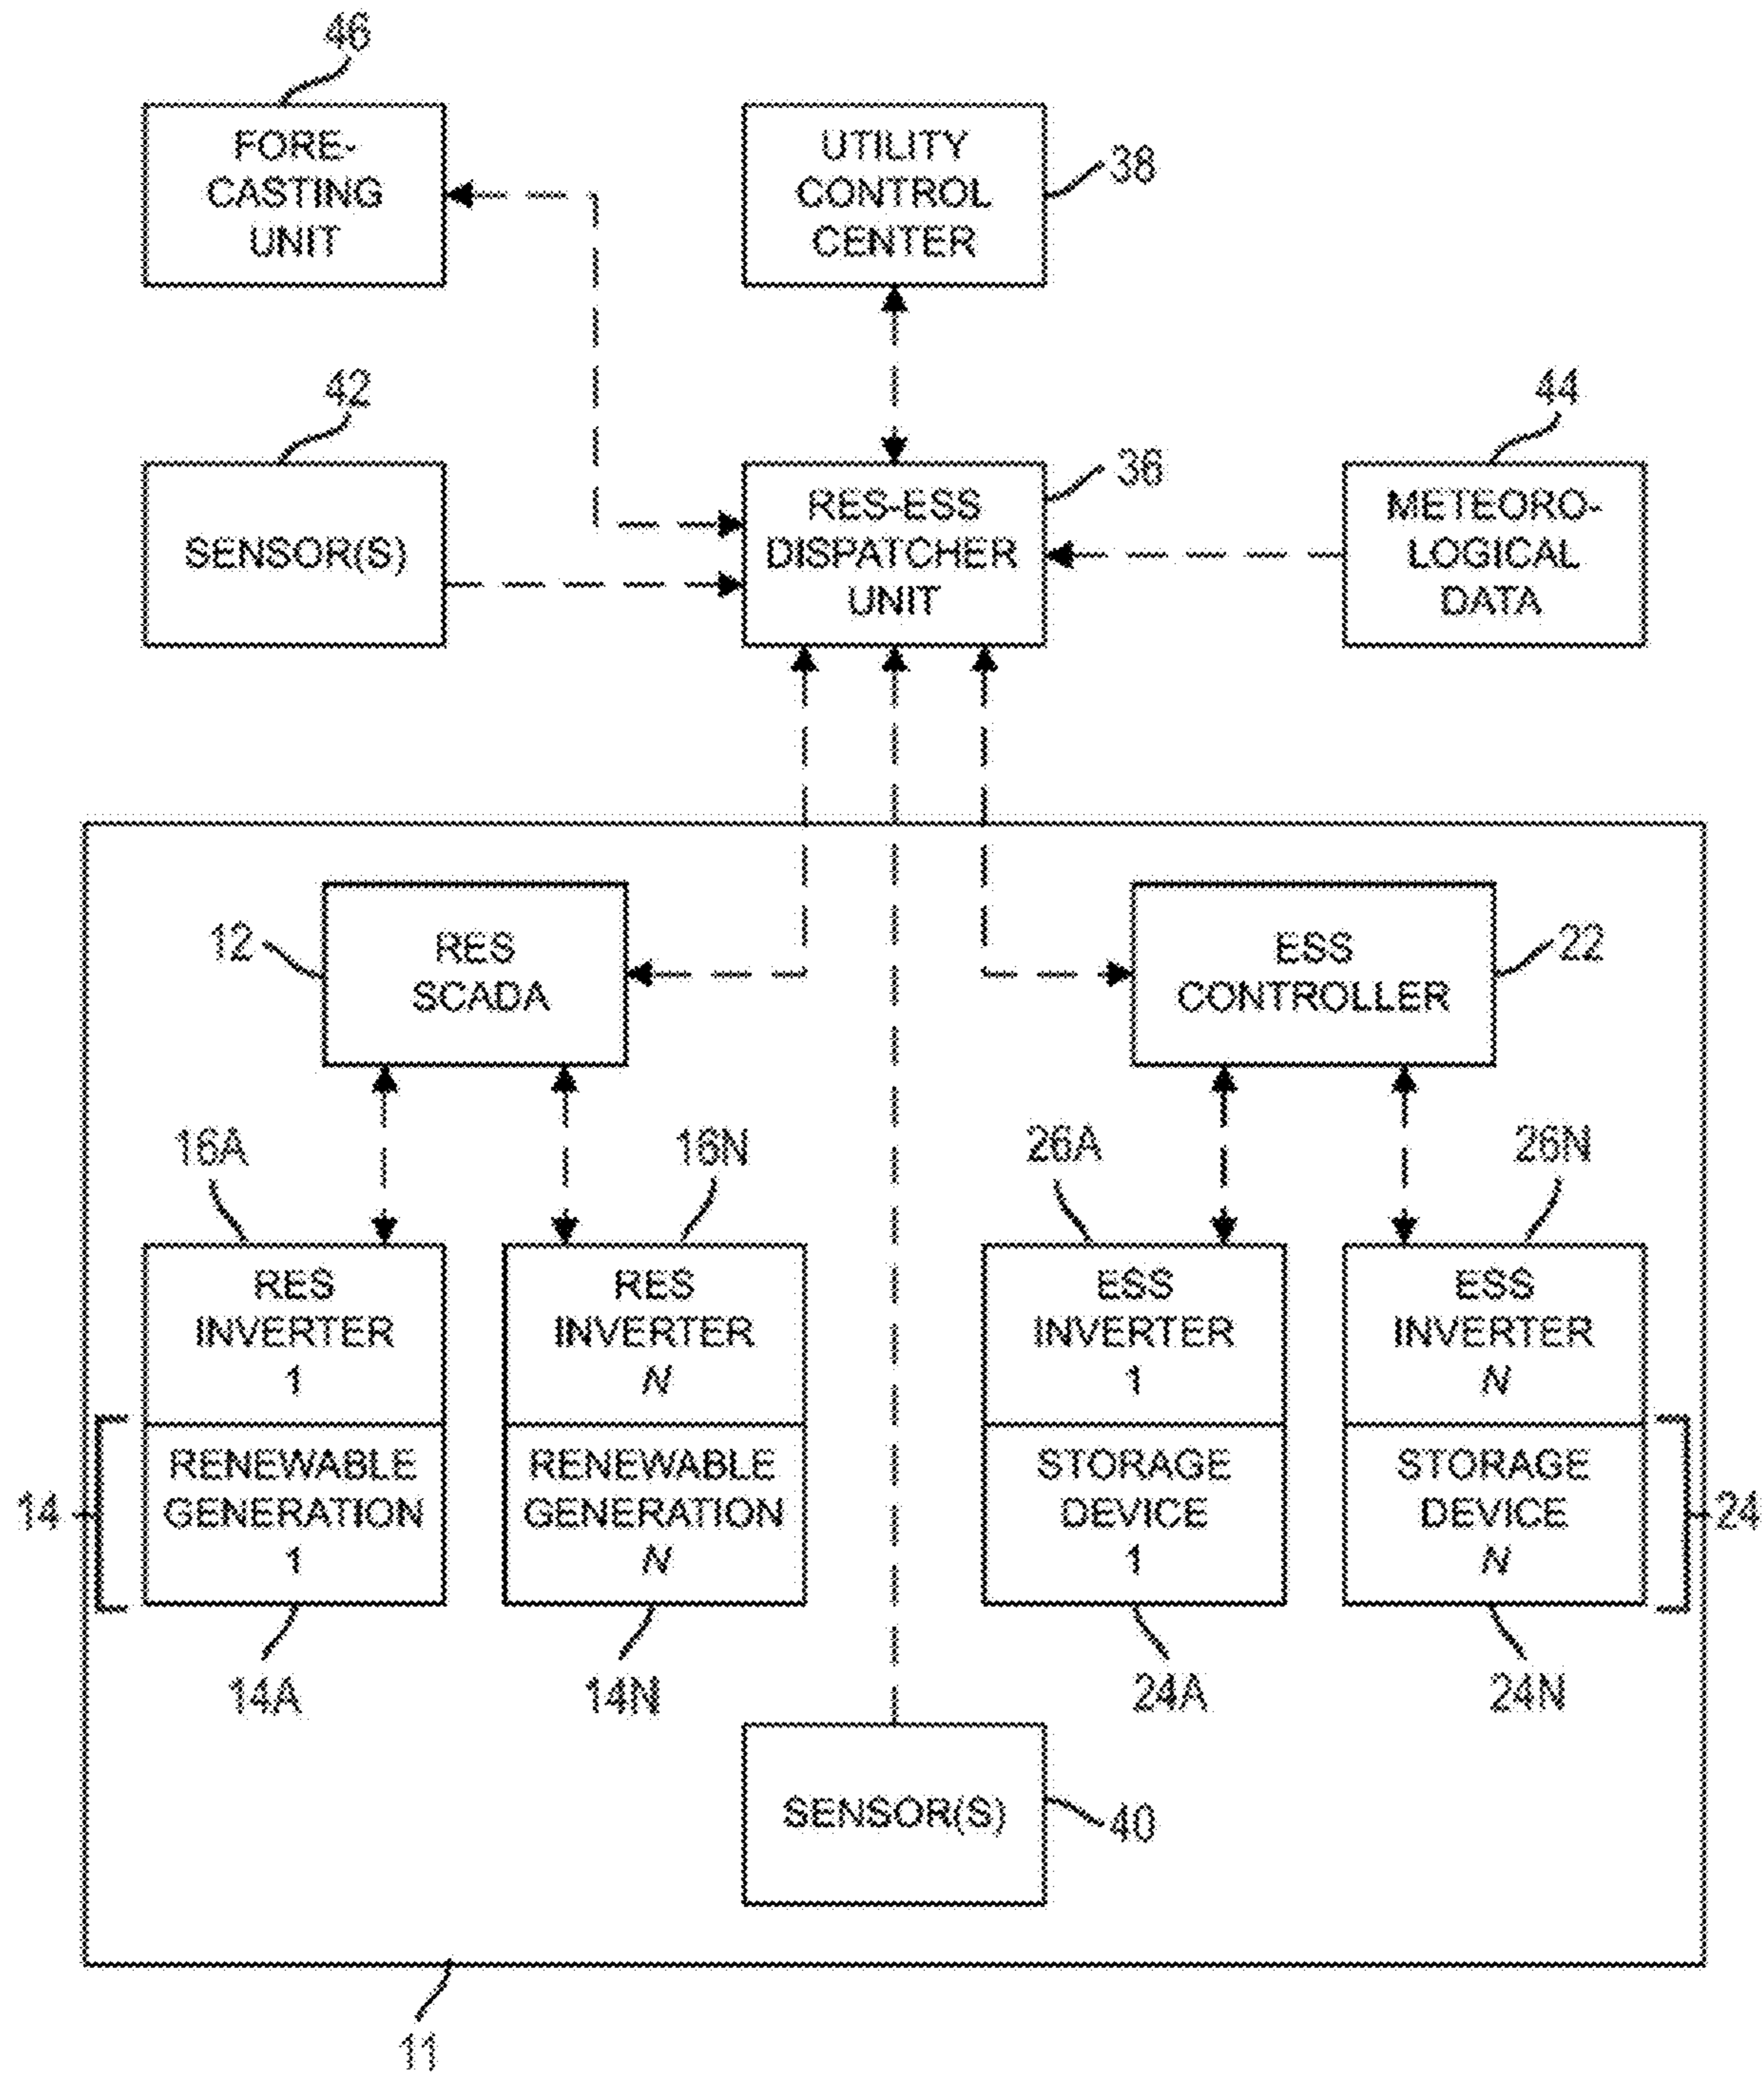 46
FORE-
CASTING
UNIT
UTILITY
CONTROL
CENTER
38
42
SENSOR(S)
RES-ESS
DISPATCHER
UNIT
36
44
METEORO-
LOGICAL
DATA
12
RES
SCADA
ESS
CONTROLLER
22
16A
16N
26A
26N
RES
INVERTER
1
RES
INVERTER
N
ESS
INVERTER
1
ESS
INVERTER
N
14
RENEWABLE
GENERATION
1
RENEWABLE
GENERATION
N
STORAGE
DEVICE
1
STORAGE
DEVICE
N
24
14A
14N
24A
24N
SENSOR(S)
40
11